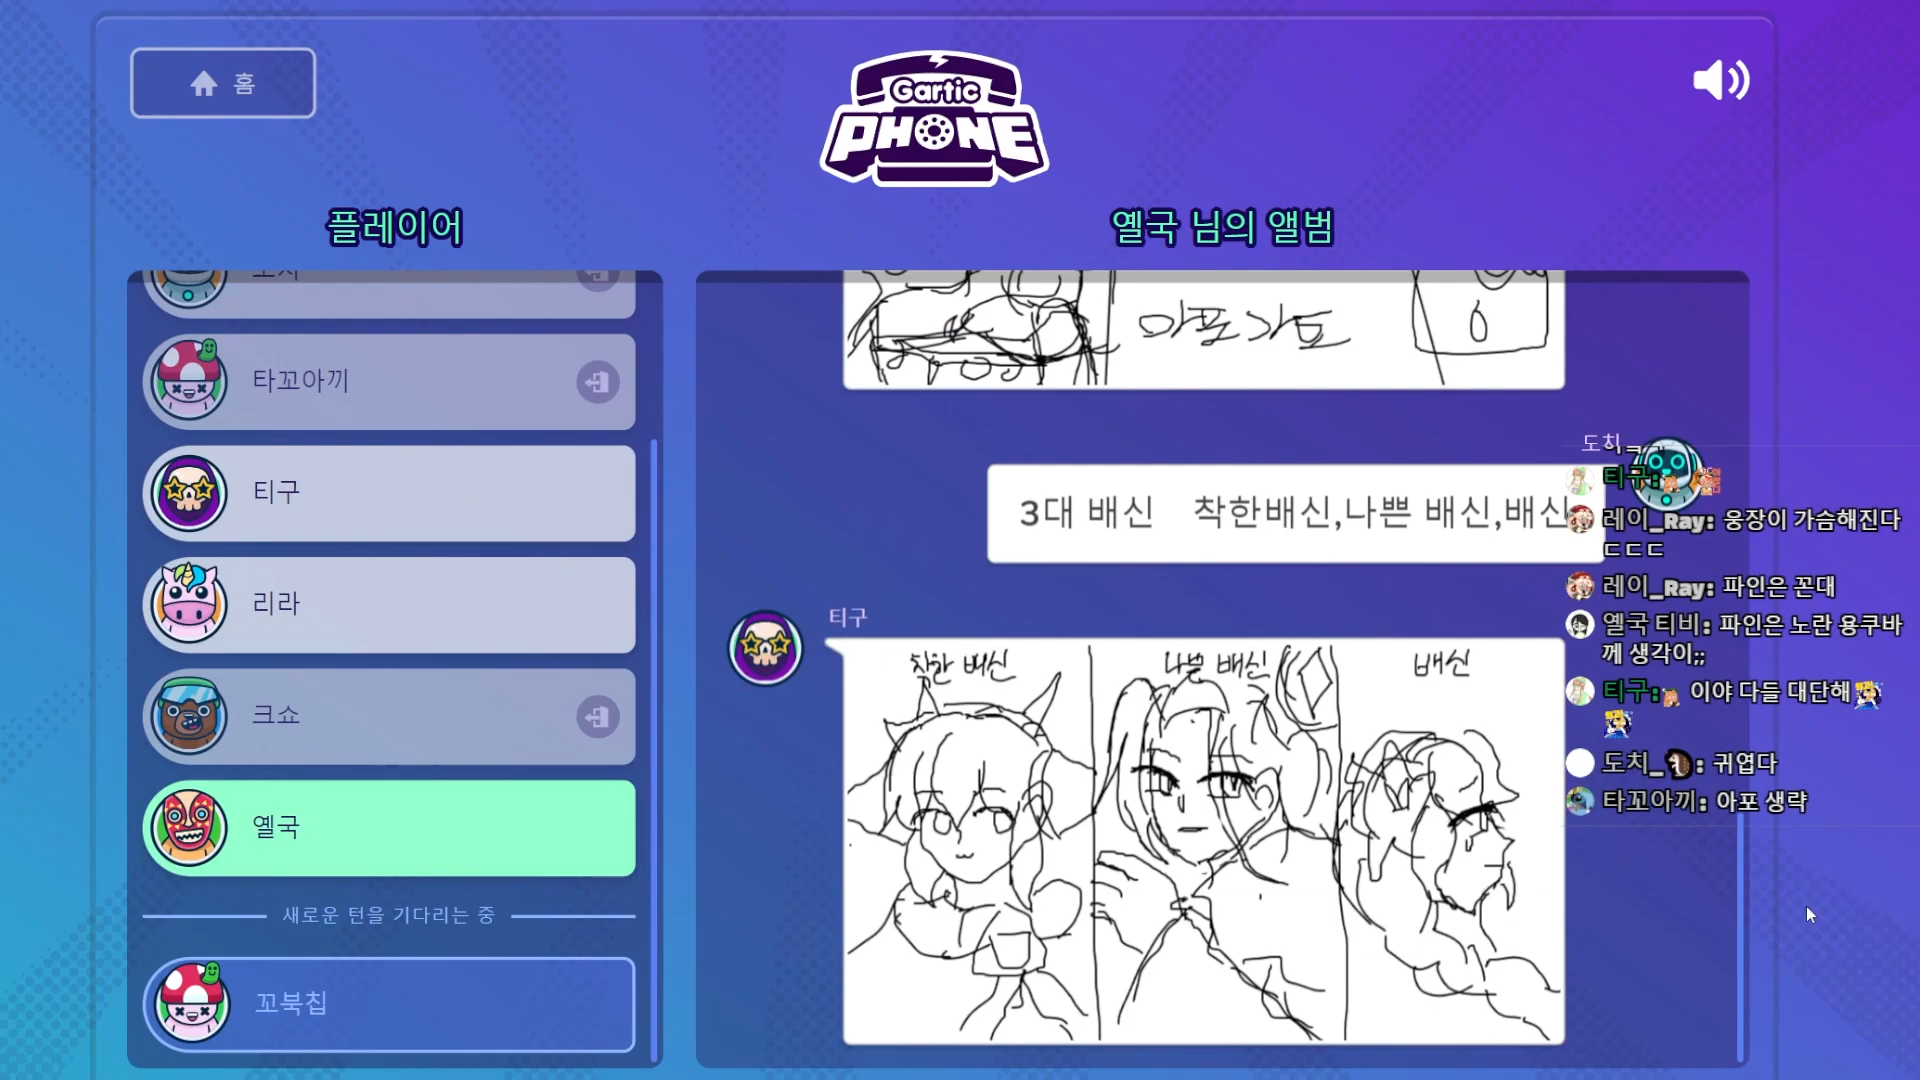 홈
Gartic
PHONE
플레이어
옐국 님의 앨범
타꼬아끼
티구
리라
크쇼
옐국
새로운 턴을 기다리는 중
꼬북칩
아포가토
도치
3대 배신 착한배신,나쁜 배신,배신
티구
착한 배신
나쁜 배신
배신
티구:
레이_Ray: 웅장이 가슴해진다
ㄷㄷㄷ
레이_Ray: 파인은 꼰대
옐국 티비: 파인은 노란 용쿠바
께 생각이;;
티구: 이야 다들 대단해
도치_ : 귀엽다
타꼬아끼: 아포 생략